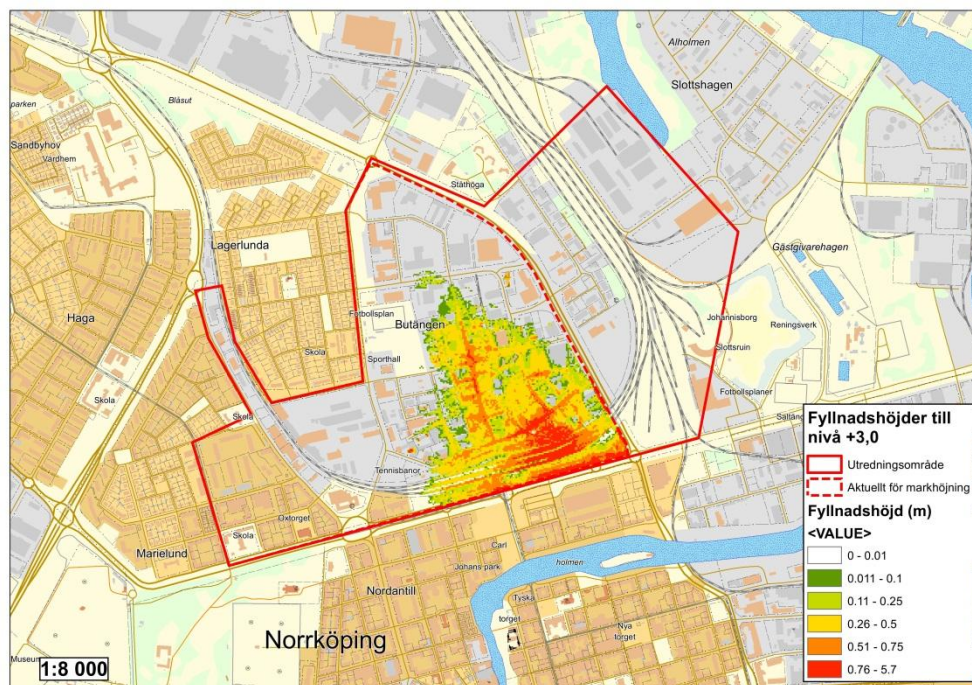 Alholmen
Slottshagen
Blåsut
parken
Sandbyhov
Vårdhem
Ståthöga
Lagerlunda
Gästgivarehagen
Haga
Fotbollsplan
Butängen
Johannisborg
Reningsverk
Skola
Sporthall
Slottsruin
Skola
Fotbollsplaner
Skola
Tennisbanor
Oxtorget
Skola
Marielund
Carl
Johans park
holmen
Nordantill
Tyska
torget
Nya
torget
Norrköping
Museum
1:8 000
Fyllnadshöjder till
nivå +3,0
Utredningsområde
Aktuellt för markhöjning
Fyllnadshöjd (m)
<VALUE>
0 - 0.01
0.011 - 0.1
0.11 - 0.25
0.26 - 0.5
0.51 - 0.75
0.76 - 5.7